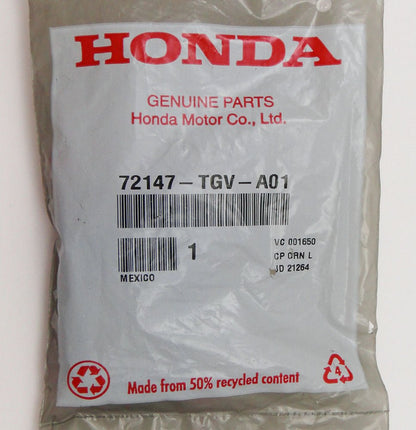 HONDA
GENUINE PARTS
Honda Motor Co., Ltd.
72147-TGV-A01
1
MEXICO
VC 001650
CP CRN L
JD 21264
Made from 50% recycled content
4